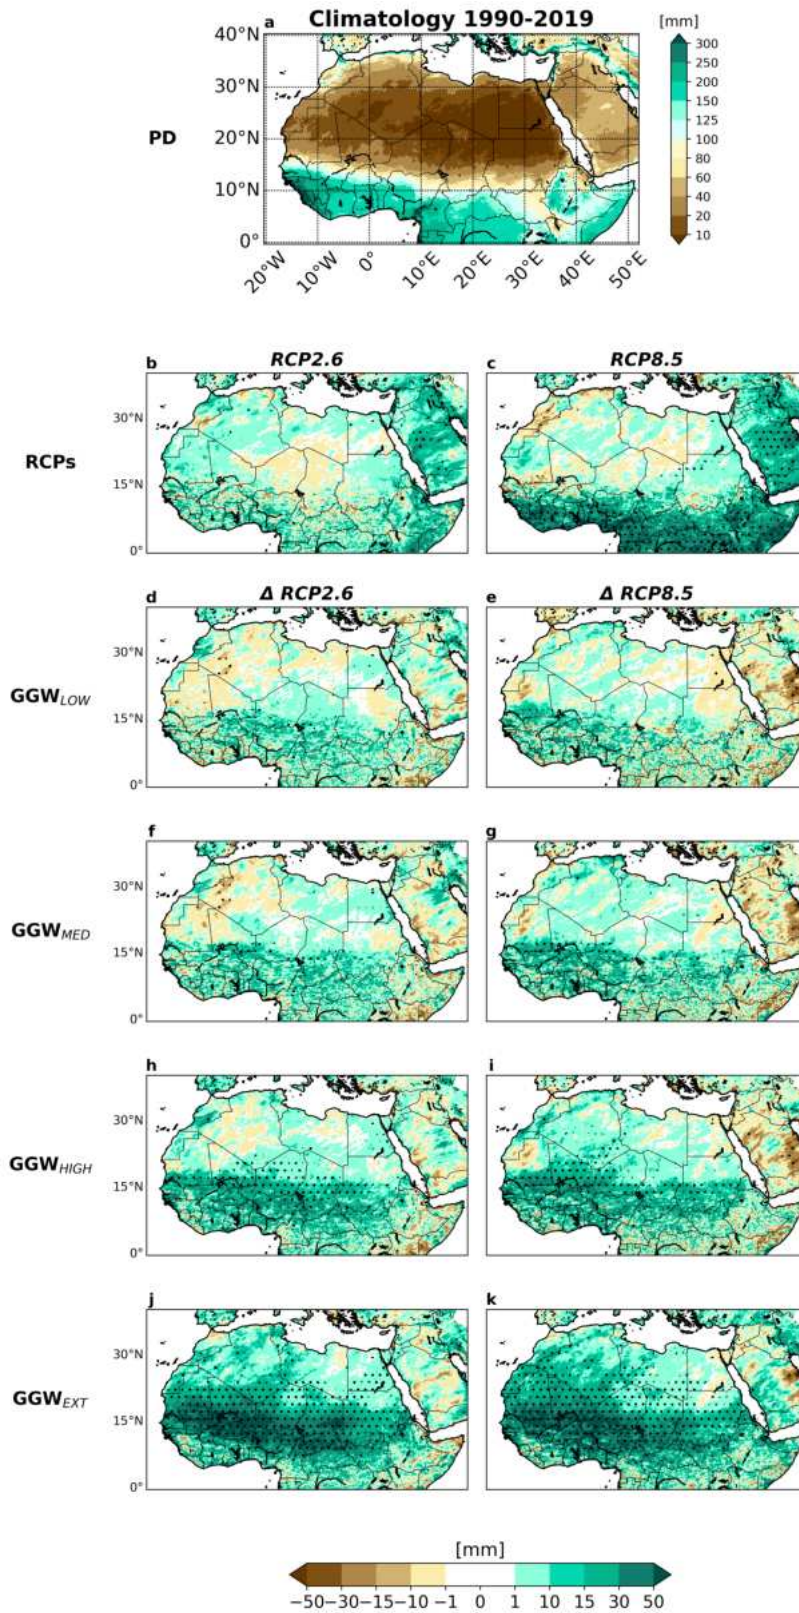 a Climatology 1990-2019 [mm]
40°N
30°N
20°N
10°N
0°
PD
300
250
200
150
125
100
80
60
40
20
10
20°W 10°W 0° 10°E 20°E 30°E 40°E 50°E
b RCP2.6 c RCP8.5
RCPs
30°N
15°N
0°
d Δ RCP2.6 e Δ RCP8.5
GGW_LOW
30°N
15°N
0°
f g
GGW_MED
30°N
15°N
0°
h i
GGW_HIGH
30°N
15°N
0°
j k
GGW_EXT
30°N
15°N
0°
[mm]
−50 −30 −15 −10 −1 0 1 10 15 30 50